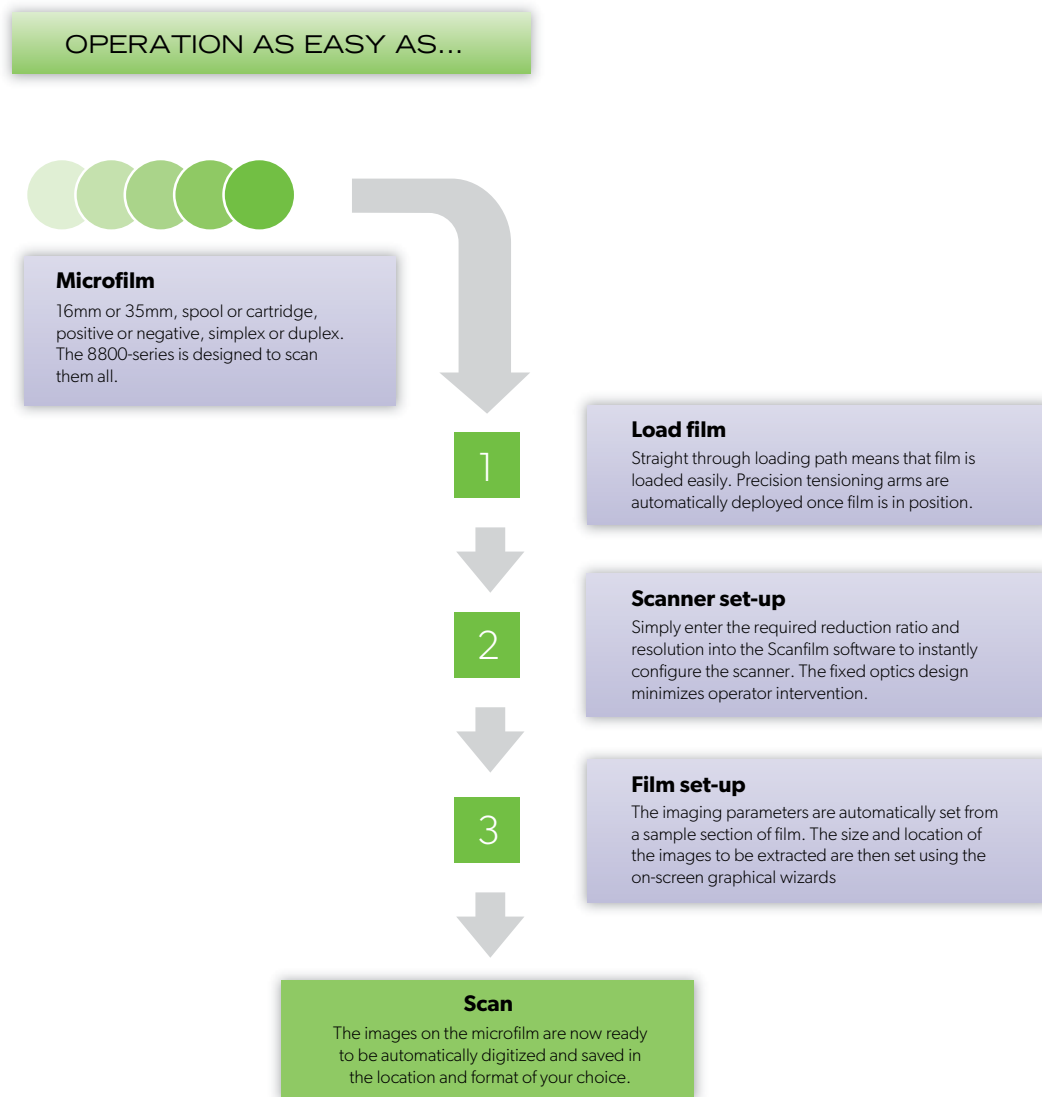 OPERATION AS EASY AS...
Microfilm
16mm or 35mm, spool or cartridge,
positive or negative, simplex or duplex.
The 8800-series is designed to scan
them all.
1
Load film
Straight through loading path means that film is
loaded easily. Precision tensioning arms are
automatically deployed once film is in position.
2
Scanner set-up
Simply enter the required reduction ratio and
resolution into the Scanfilm software to instantly
configure the scanner. The fixed optics design
minimizes operator intervention.
3
Film set-up
The imaging parameters are automatically set from
a sample section of film. The size and location of
the images to be extracted are then set using the
on-screen graphical wizards
Scan
The images on the microfilm are now ready
to be automatically digitized and saved in
the location and format of your choice.